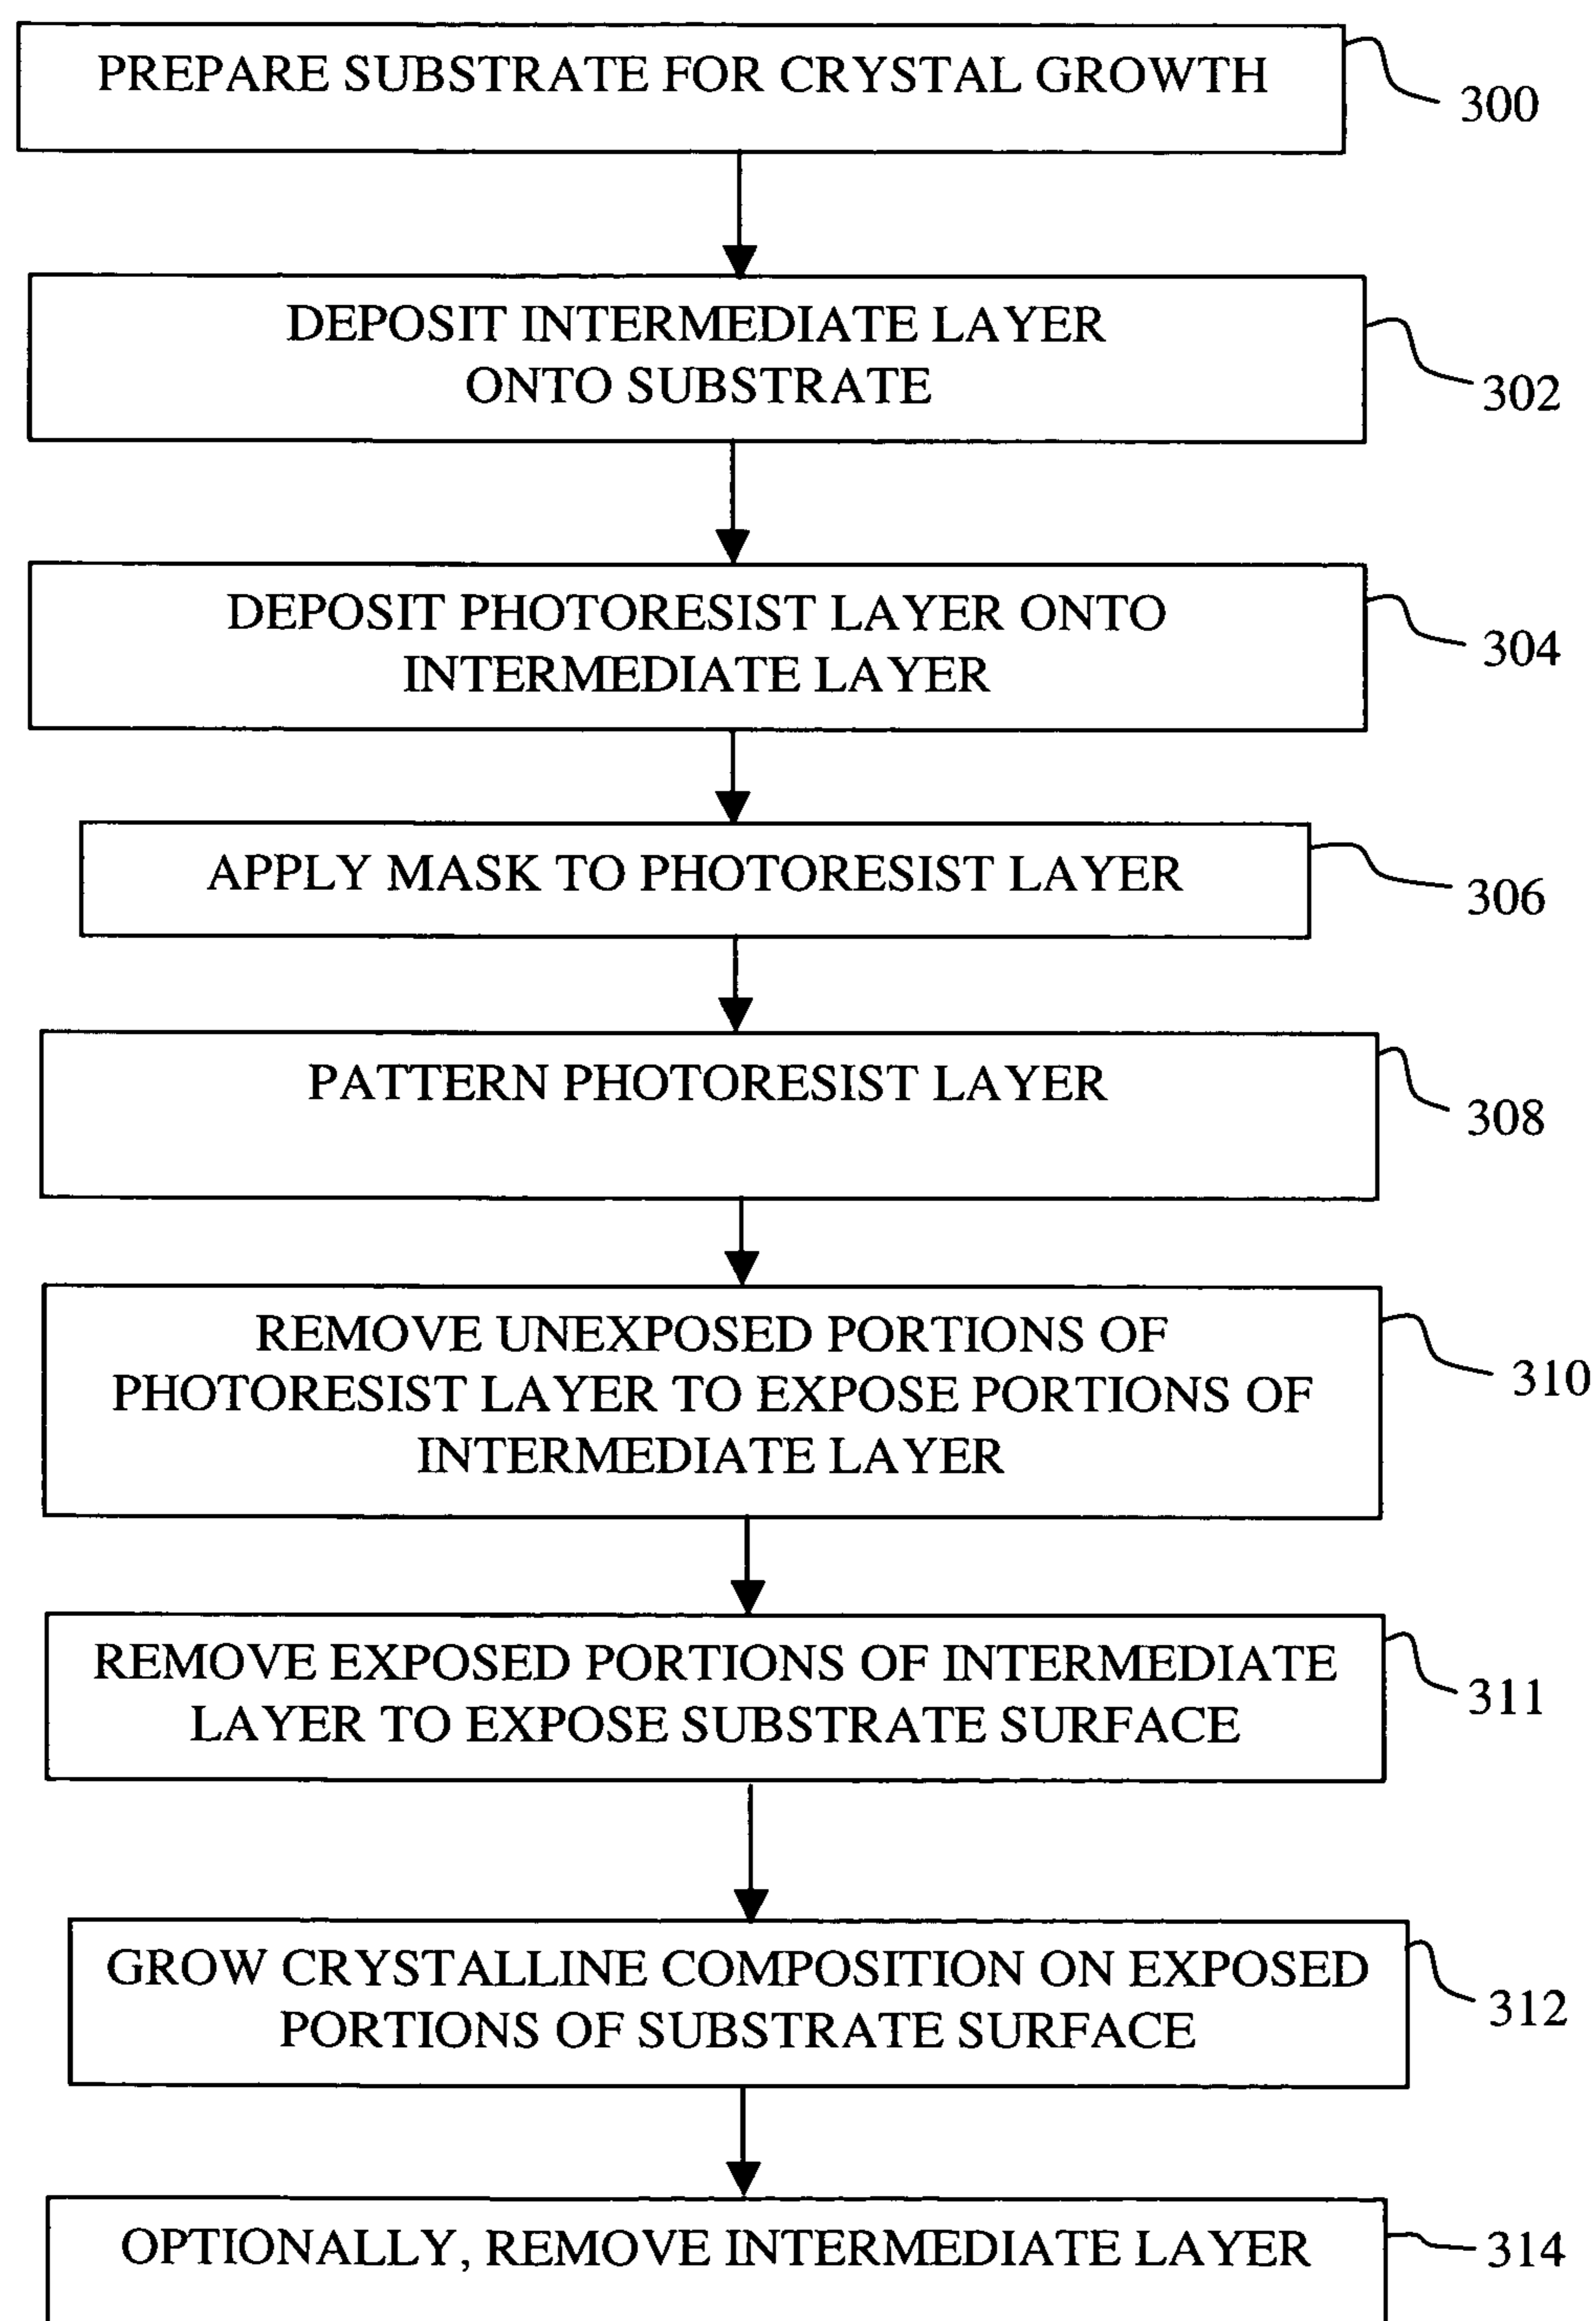 PREPARE SUBSTRATE FOR CRYSTAL GROWTH
300
DEPOSIT INTERMEDIATE LAYER
ONTO SUBSTRATE
302
DEPOSIT PHOTORESIST LAYER ONTO
INTERMEDIATE LAYER
304
APPLY MASK TO PHOTORESIST LAYER
306
PATTERN PHOTORESIST LAYER
308
REMOVE UNEXPOSED PORTIONS OF
PHOTORESIST LAYER TO EXPOSE PORTIONS OF
INTERMEDIATE LAYER
310
REMOVE EXPOSED PORTIONS OF INTERMEDIATE
LAYER TO EXPOSE SUBSTRATE SURFACE
311
GROW CRYSTALLINE COMPOSITION ON EXPOSED
PORTIONS OF SUBSTRATE SURFACE
312
OPTIONALLY, REMOVE INTERMEDIATE LAYER
314